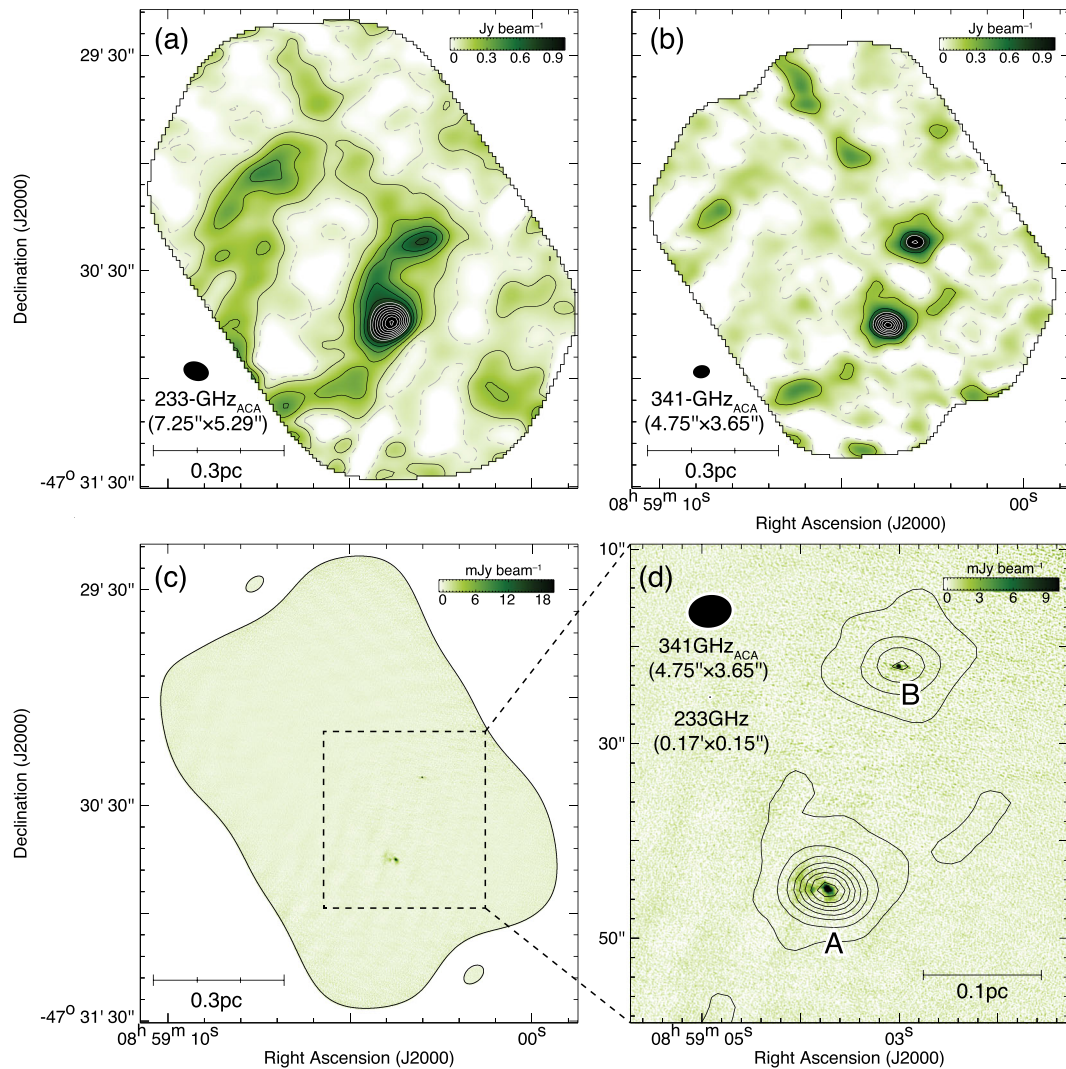 (a)
Jy beam⁻¹
0 0.3 0.6 0.9
29' 30"
30' 30"
-47° 31' 30"
Declination (J2000)
233-GHz_ACA
(7.25"×5.29")
0.3pc
(b)
Jy beam⁻¹
0 0.3 0.6 0.9
341-GHz_ACA
(4.75"×3.65")
0.3pc
08ʰ 59ᵐ 10ˢ 00ˢ
Right Ascension (J2000)
(c)
mJy beam⁻¹
0 6 12 18
29' 30"
30' 30"
-47° 31' 30"
Declination (J2000)
0.3pc
08ʰ 59ᵐ 10ˢ 00ˢ
Right Ascension (J2000)
(d)
mJy beam⁻¹
0 3 6 9
10"
30"
50"
341GHz_ACA
(4.75"×3.65")
233GHz
(0.17'×0.15")
B
A
0.1pc
08ʰ 59ᵐ 05ˢ 03ˢ
Right Ascension (J2000)